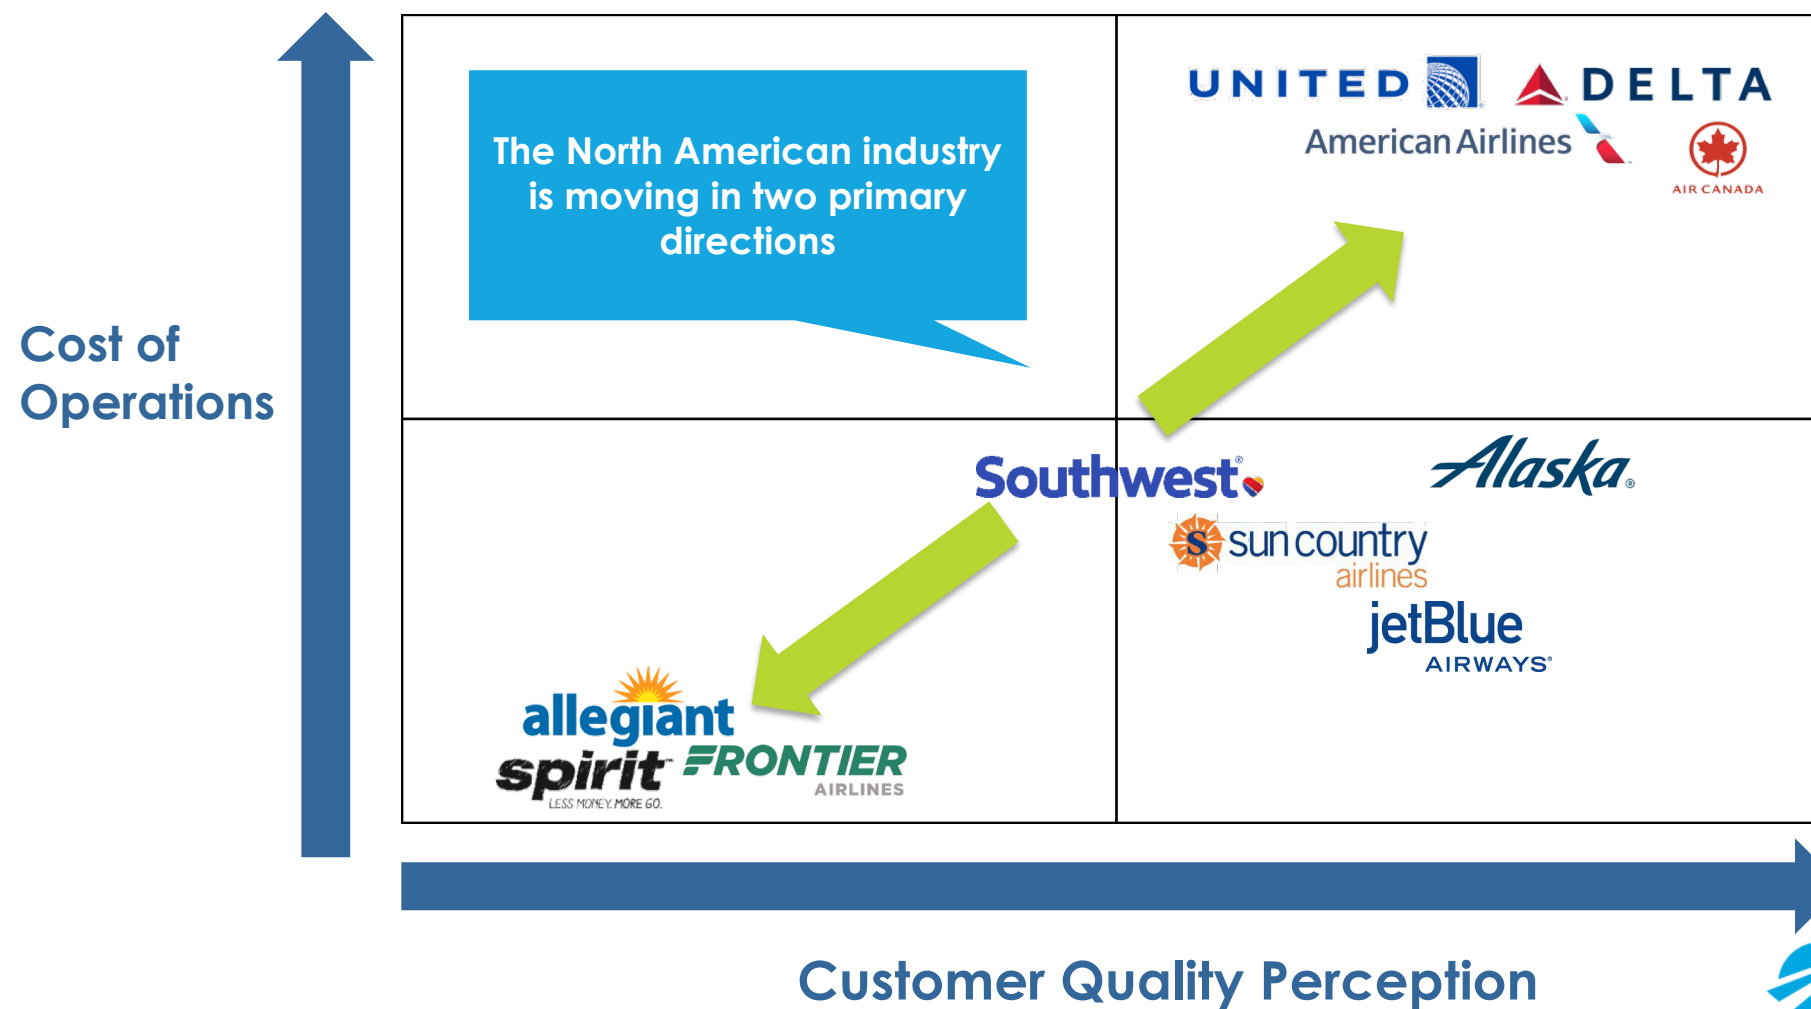 The North American industry
is moving in two primary
directions
UNITED
DELTA
American Airlines
AIR CANADA
Cost of
Operations
Southwest®
Alaska®
S
sun country
airlines
jetBlue
AIRWAYS®
allegiant
spirit
LESS MONEY. MORE GO.
FRONTIER
AIRLINES
Customer Quality Perception